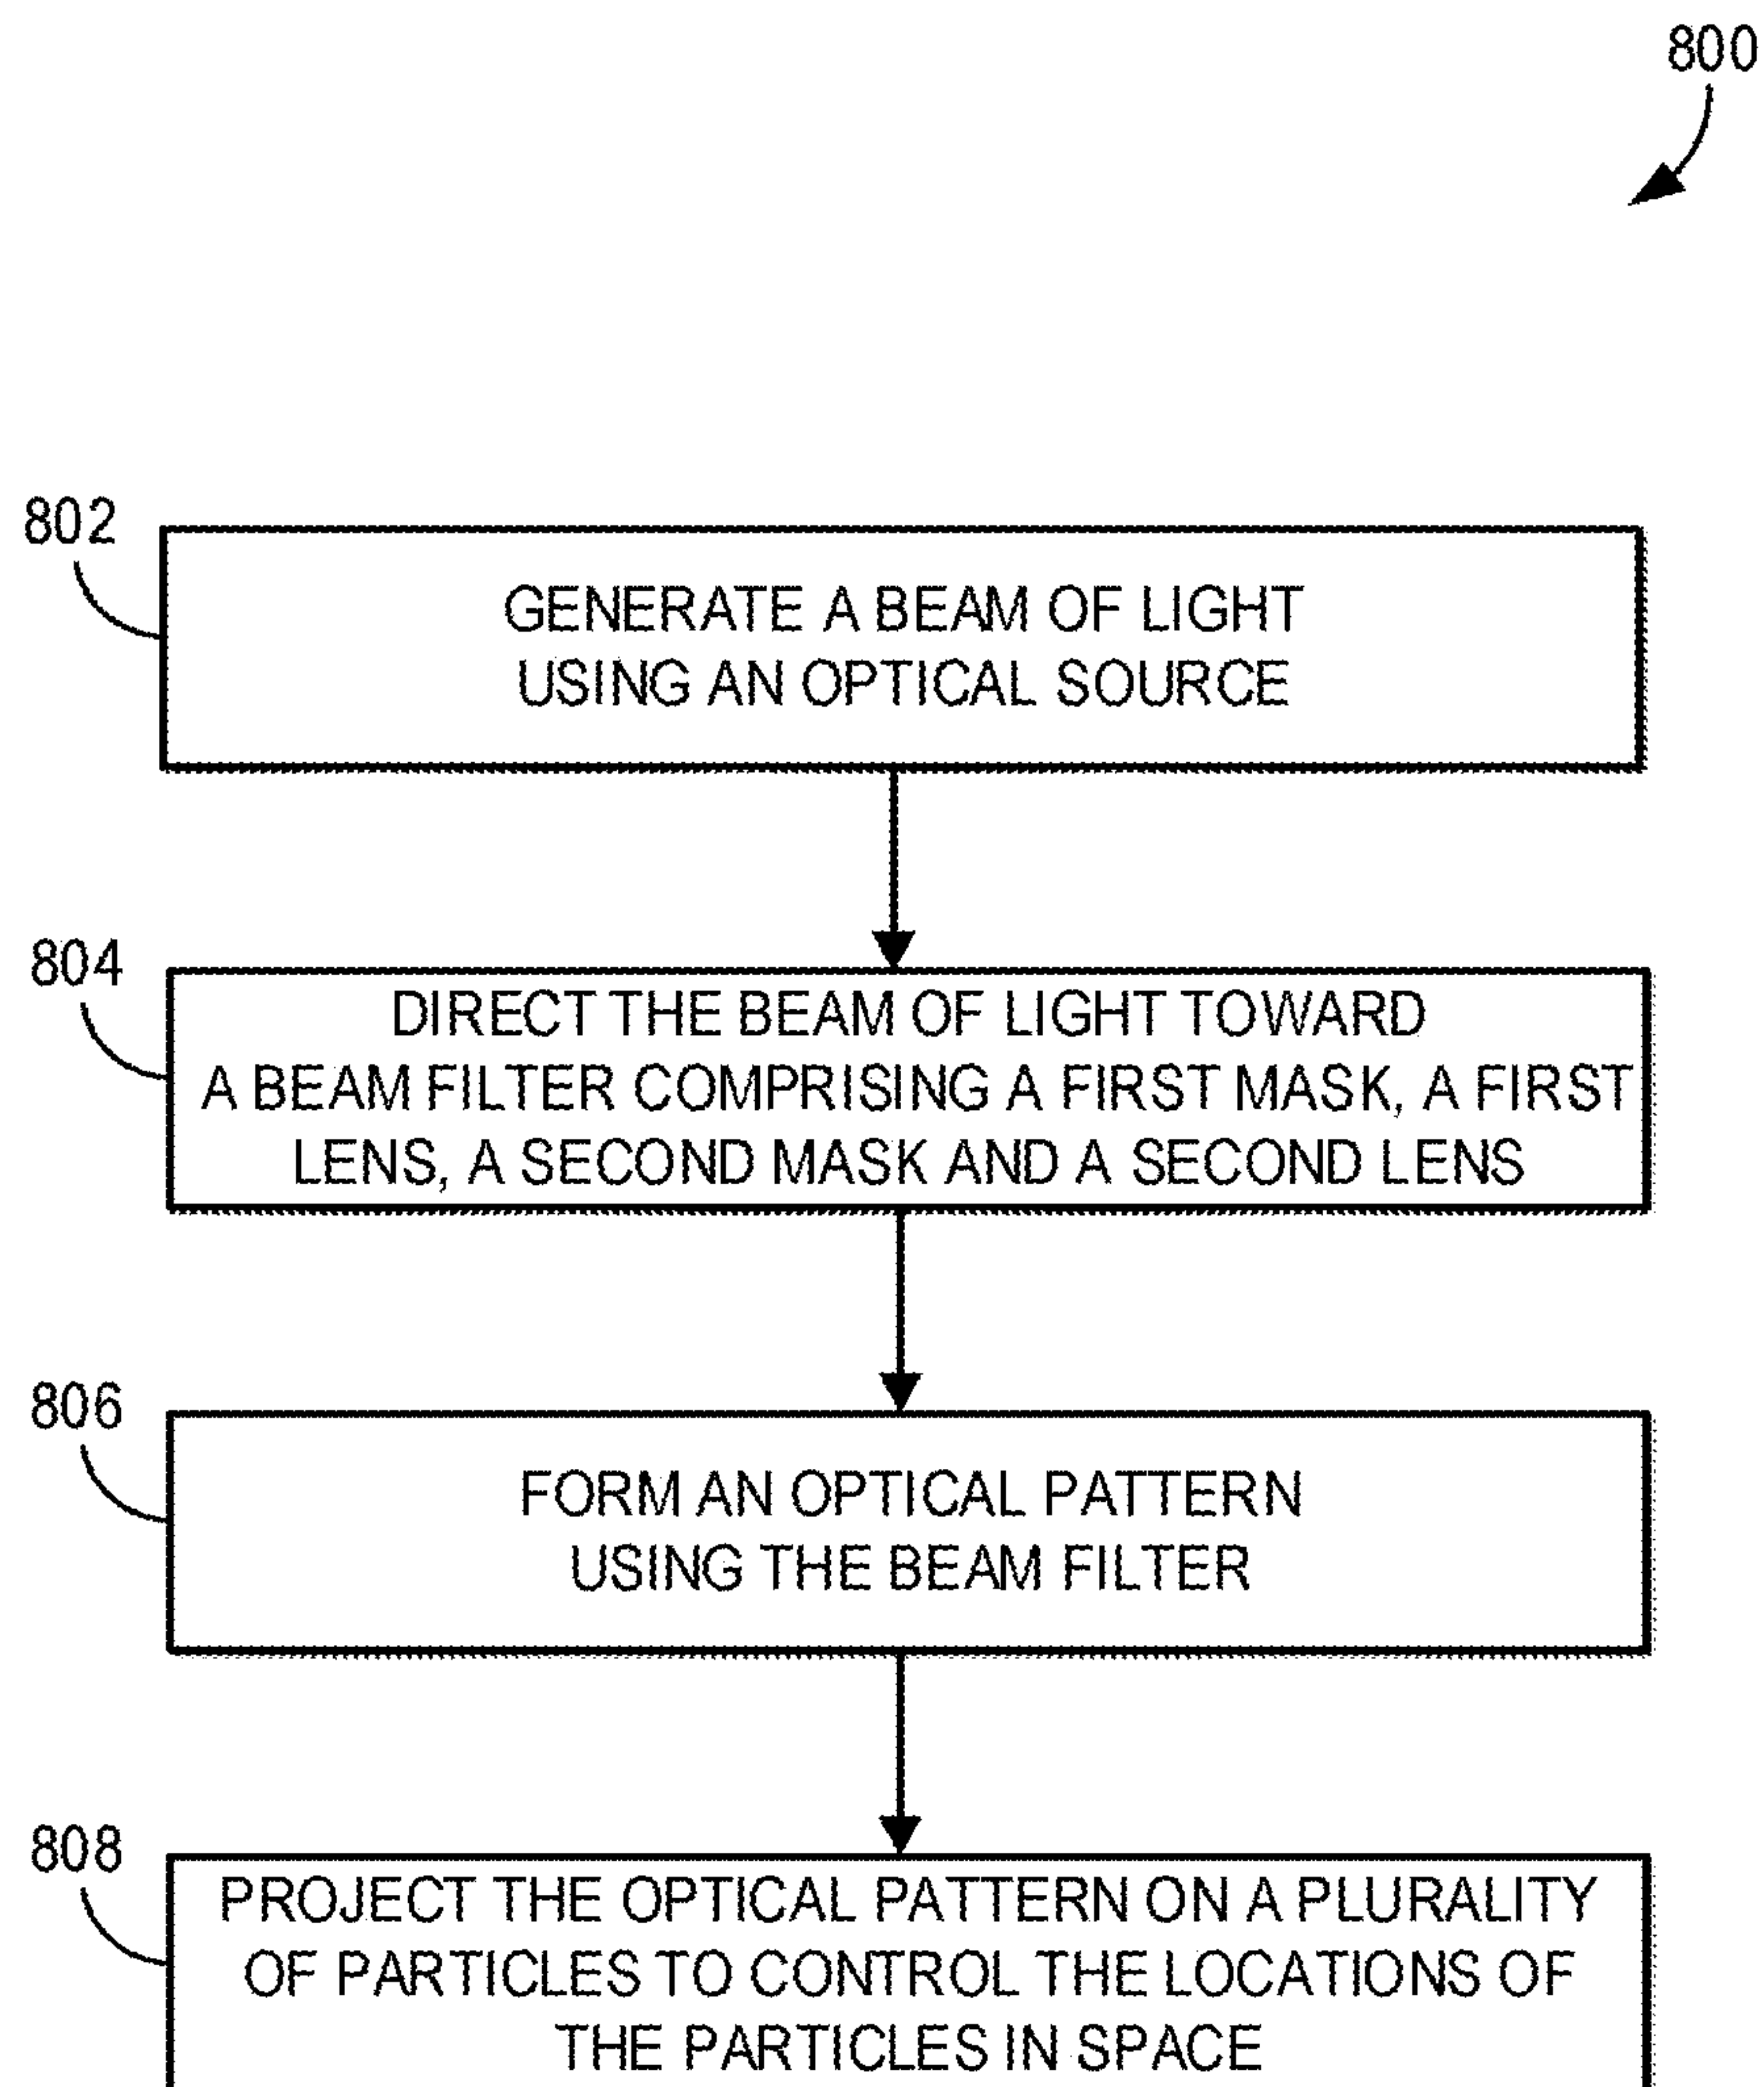 800
802
GENERATE A BEAM OF LIGHT
USING AN OPTICAL SOURCE
804
DIRECT THE BEAM OF LIGHT TOWARD
A BEAM FILTER COMPRISING A FIRST MASK, A FIRST
LENS, A SECOND MASK AND A SECOND LENS
806
FORM AN OPTICAL PATTERN
USING THE BEAM FILTER
808
PROJECT THE OPTICAL PATTERN ON A PLURALITY
OF PARTICLES TO CONTROL THE LOCATIONS OF
THE PARTICLES IN SPACE